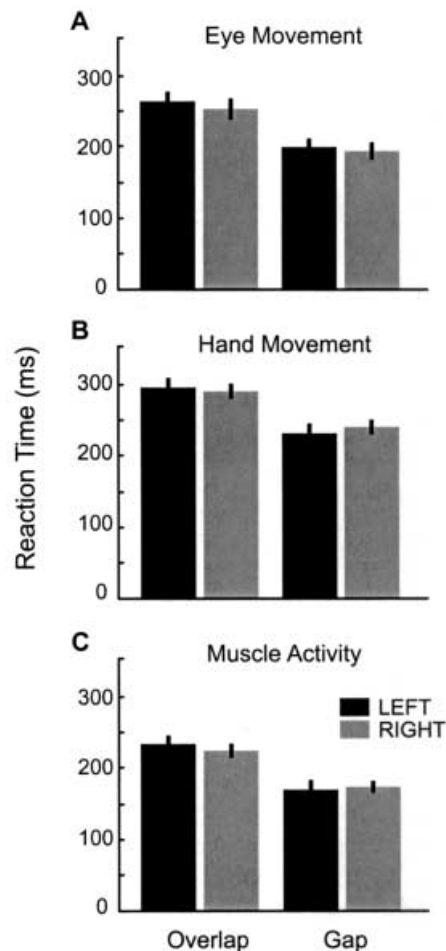 A
Eye Movement
300
200
100
0
B
Hand Movement
300
200
100
0
Reaction Time (ms)
C
Muscle Activity
300
LEFT
RIGHT
200
100
0
Overlap Gap